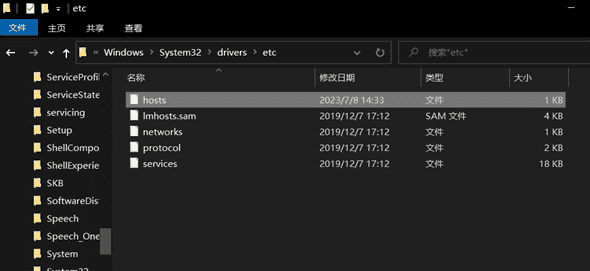 etc
文件 主页 共享 查看
« Windows › System32 › drivers › etc
搜索"etc"
名称 修改日期 类型 大小
hosts 2023/7/8 14:33 文件 1 KB
lmhosts.sam 2019/12/7 17:12 SAM 文件 4 KB
networks 2019/12/7 17:12 文件 1 KB
protocol 2019/12/7 17:12 文件 2 KB
services 2019/12/7 17:12 文件 18 KB
ServiceProfil
ServiceState
servicing
Setup
ShellCompo
ShellExperie
SKB
SoftwareDis
Speech
Speech_One
System
System32